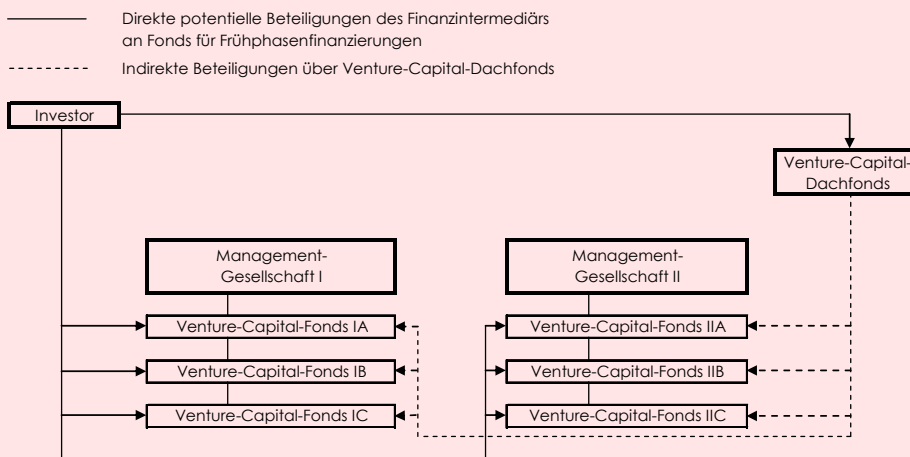 Direkte potentielle Beteiligungen des Finanzintermediärs
an Fonds für Frühphasenfinanzierungen
Indirekte Beteiligungen über Venture-Capital-Dachfonds
Investor
Venture-Capital-
Dachfonds
Management-
Gesellschaft I
Management-
Gesellschaft II
Venture-Capital-Fonds IA
Venture-Capital-Fonds IIA
Venture-Capital-Fonds IB
Venture-Capital-Fonds IIB
Venture-Capital-Fonds IC
Venture-Capital-Fonds IIC